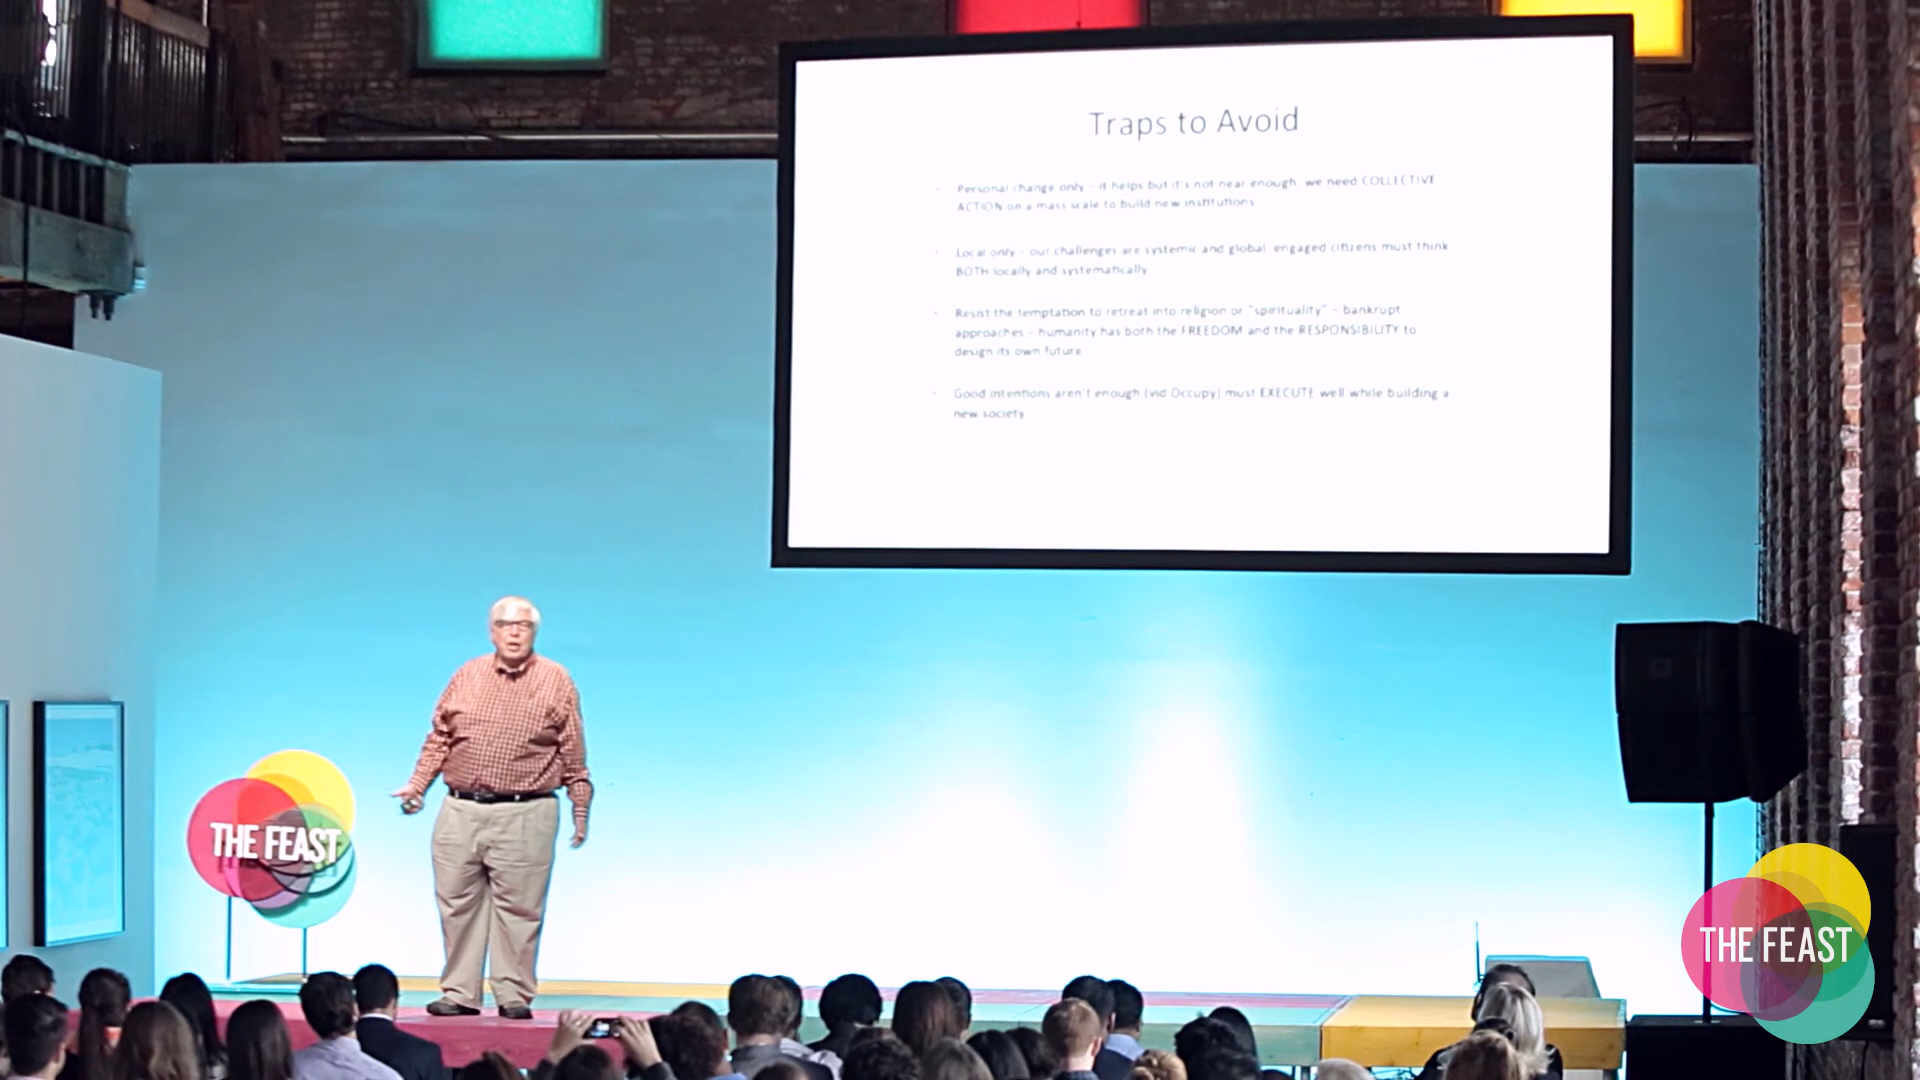 Traps to Avoid
Personal change only - it helps but it's not near enough, we need COLLECTIVE
ACTION on a mass scale to build new institutions
Local only - our challenges are systemic and global, engaged citizens must think
BOTH locally and systematically
Resist the temptation to retreat into religion or "spirituality" - bankrupt
approaches - humanity has both the FREEDOM and the RESPONSIBILITY to
design its own future
Good intentions aren't enough (vid Occupy) must EXECUTE well while building a
new society
THE FEAST
THE FEAST